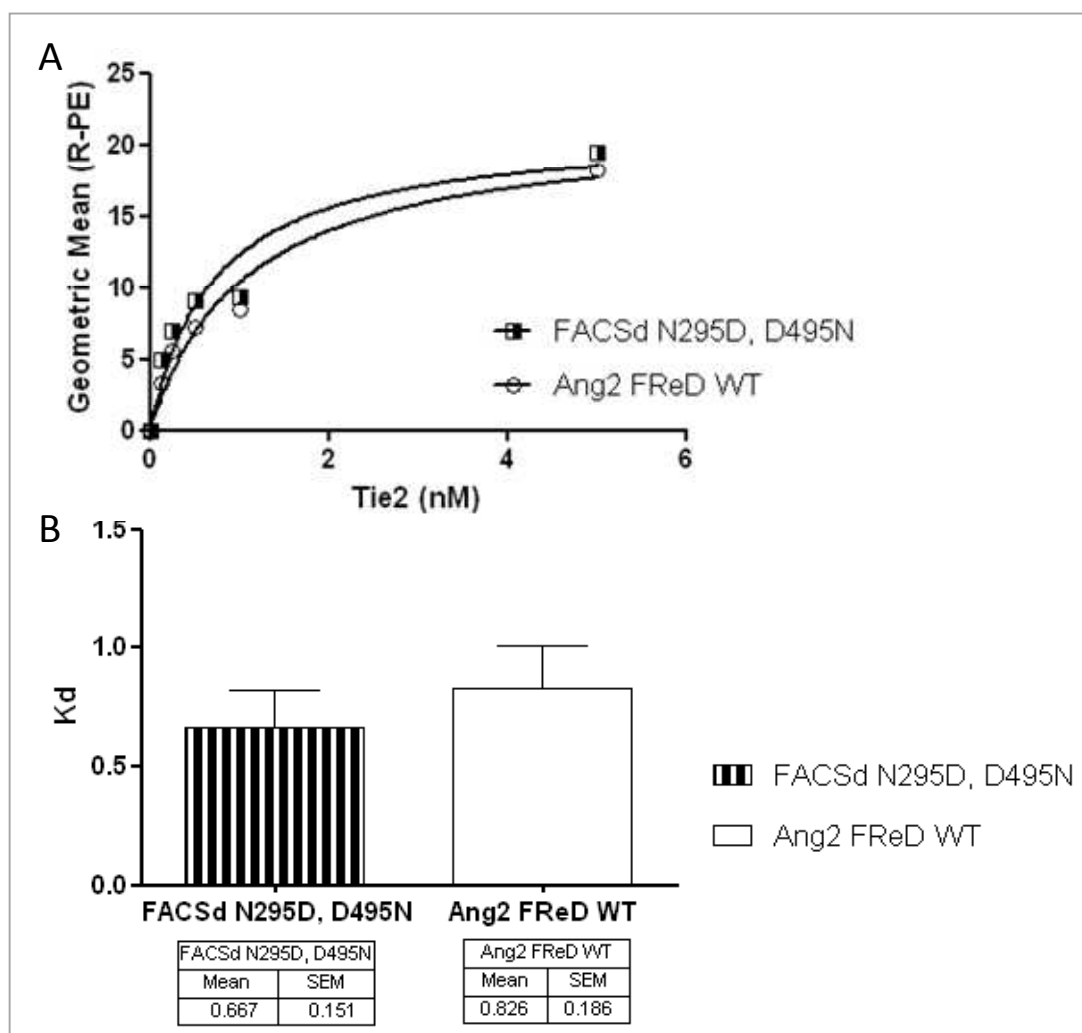 A
Geometric Mean (R-PE)
25
20
15
10
5
0
0 2 4 6
Tie2 (nM)
FACSd N295D, D495N
Ang2 FReD WT
B
Kd
1.5
1.0
0.5
0.0
FACSd N295D, D495N Ang2 FReD WT
FACSd N295D, D495N
Ang2 FReD WT
FACSd N295D, D495N
Mean SEM
0.667 0.151
Ang2 FReD WT
Mean SEM
0.826 0.186